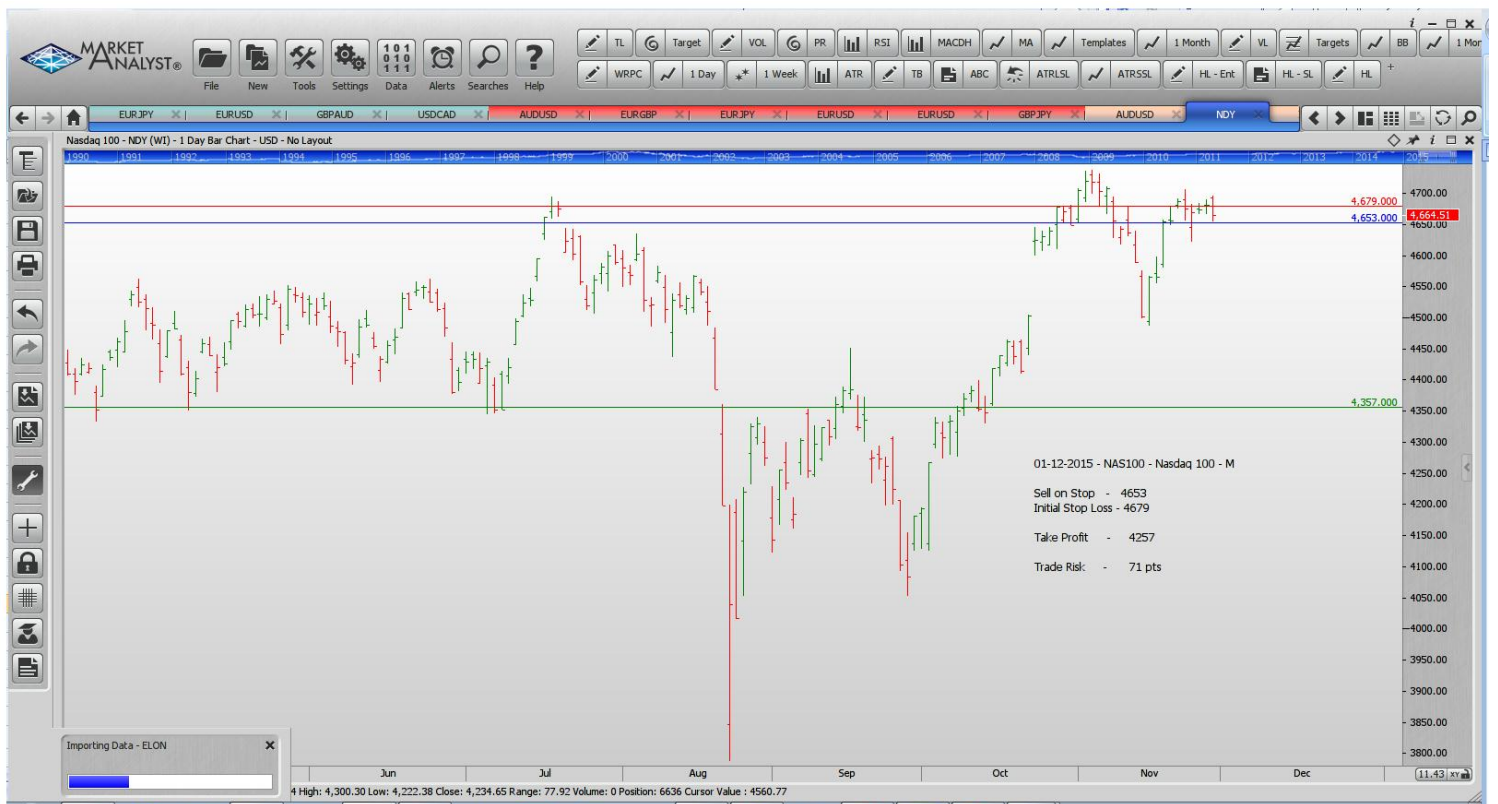 i
MARKET
ANALYST®
File New Tools Settings Data Alerts Searches Help
TL Target VOL PR RSI MACDH MA Templates 1 Month VL Targets BB 1 Mor
WRPC 1 Day 1 Week ATR TB ABC ATRLSL ATRSSL HL - Ent HL - SL HL +
EURJPY EURUSD GBPAUD USDCAD AUDUSD EURGBP EURJPY EURUSD EURUSD GBPJPY AUDUSD NDY
Nasdaq 100 - NDY (WI) - 1 Day Bar Chart - USD - No Layout
1990 1991 1992 1993 1994 1995 1996 1997 1998 1999 2000 2001 2002 2003 2004 2005 2006 2007 2008 2009 2010 2011 2012 2013 2014 2015
4700.00
4,679.000
4,664.51
4,653.000
4650.00
4600.00
4550.00
4500.00
4450.00
4400.00
4,357.000
4350.00
4300.00
4250.00
4200.00
4150.00
4100.00
4050.00
4000.00
3950.00
3900.00
3850.00
3800.00
01-12-2015 - NAS100 - Nasdaq 100 - M
Sell on Stop - 4653
Initial Stop Loss - 4679
Take Profit - 4257
Trade Risk - 71 pts
Importing Data - ELON
Jun Jul Aug Sep Oct Nov Dec
11.43 XY
4 High: 4,300.30 Low: 4,222.38 Close: 4,234.65 Range: 77.92 Volume: 0 Position: 6636 Cursor Value : 4560.77